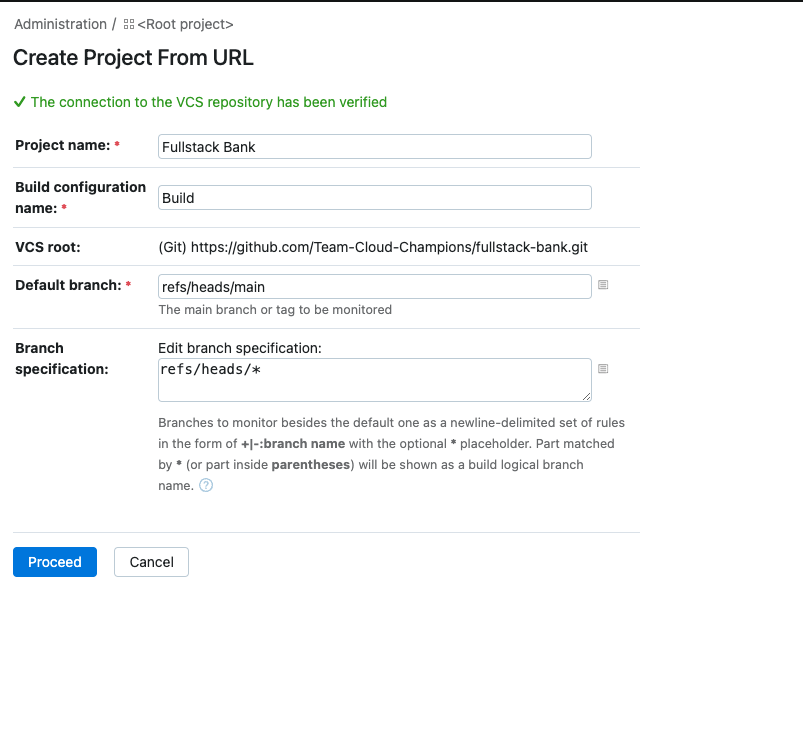 Administration / <Root project>
Create Project From URL
The connection to the VCS repository has been verified
Project name: *
Fullstack Bank
Build configuration
name: *
Build
VCS root:
(Git) https://github.com/Team-Cloud-Champions/fullstack-bank.git
Default branch: *
refs/heads/main
The main branch or tag to be monitored
Branch
specification:
Edit branch specification:
refs/heads/*
Branches to monitor besides the default one as a newline-delimited set of rules
in the form of +|-:branch name with the optional * placeholder. Part matched
by * (or part inside parentheses) will be shown as a build logical branch
name. ?
Proceed
Cancel